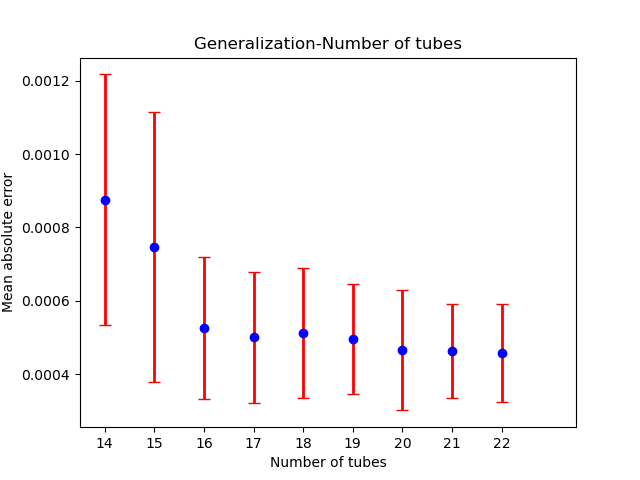 Generalization-Number of tubes
Mean absolute error
0.0012
0.0010
0.0008
0.0006
0.0004
14 15 16 17 18 19 20 21 22
Number of tubes